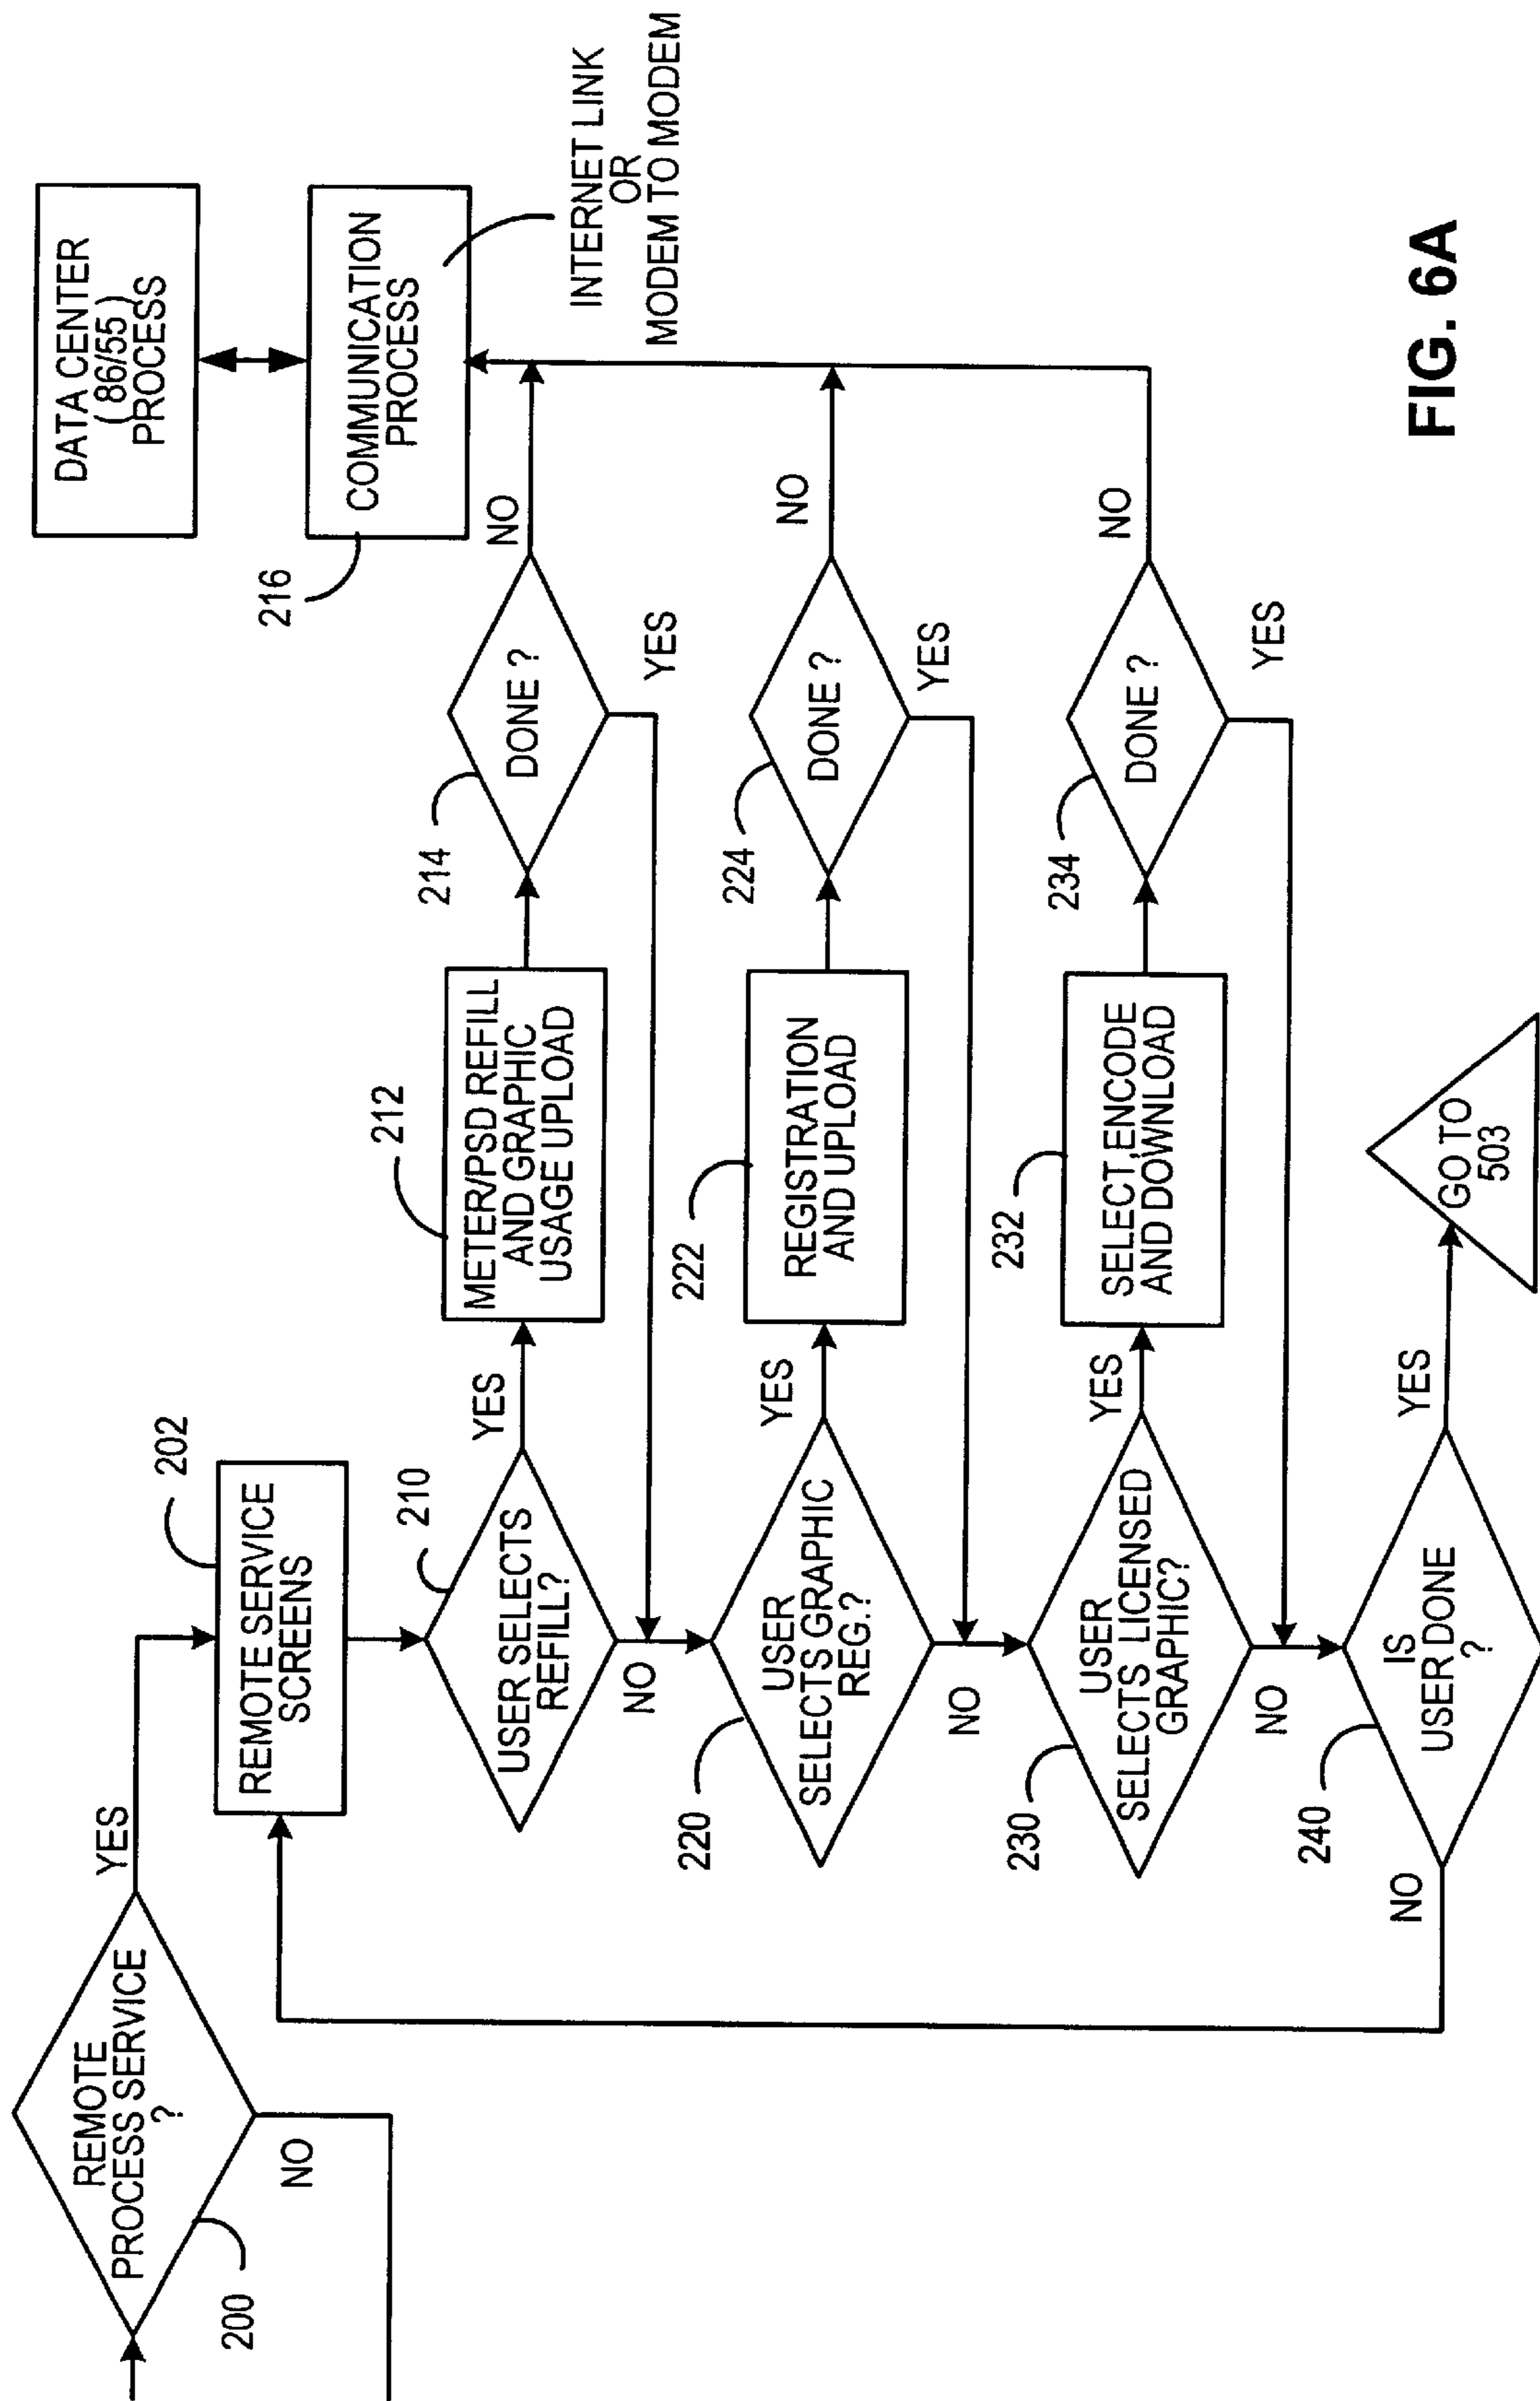 REMOTE
PROCESS SERVICE
?
200
YES
NO
REMOTE SERVICE
SCREENS
202
USER SELECTS
REFILL?
210
YES
NO
METER/PSD REFILL
AND GRAPHIC
USAGE UPLOAD
212
DONE ?
214
NO
YES
DATA CENTER
( 86/55 )
PROCESS
COMMUNICATION
PROCESS
216
INTERNET LINK
OR
MODEM TO MODEM
USER
SELECTS GRAPHIC
REG.?
220
YES
NO
REGISTRATION
AND UPLOAD
222
DONE ?
224
NO
YES
USER
SELECTS LICENSED
GRAPHIC?
230
YES
NO
SELECT,ENCODE
AND DOWNLOAD
232
DONE ?
234
NO
YES
IS
USER DONE
?
240
NO
YES
GO TO
503
FIG. 6A